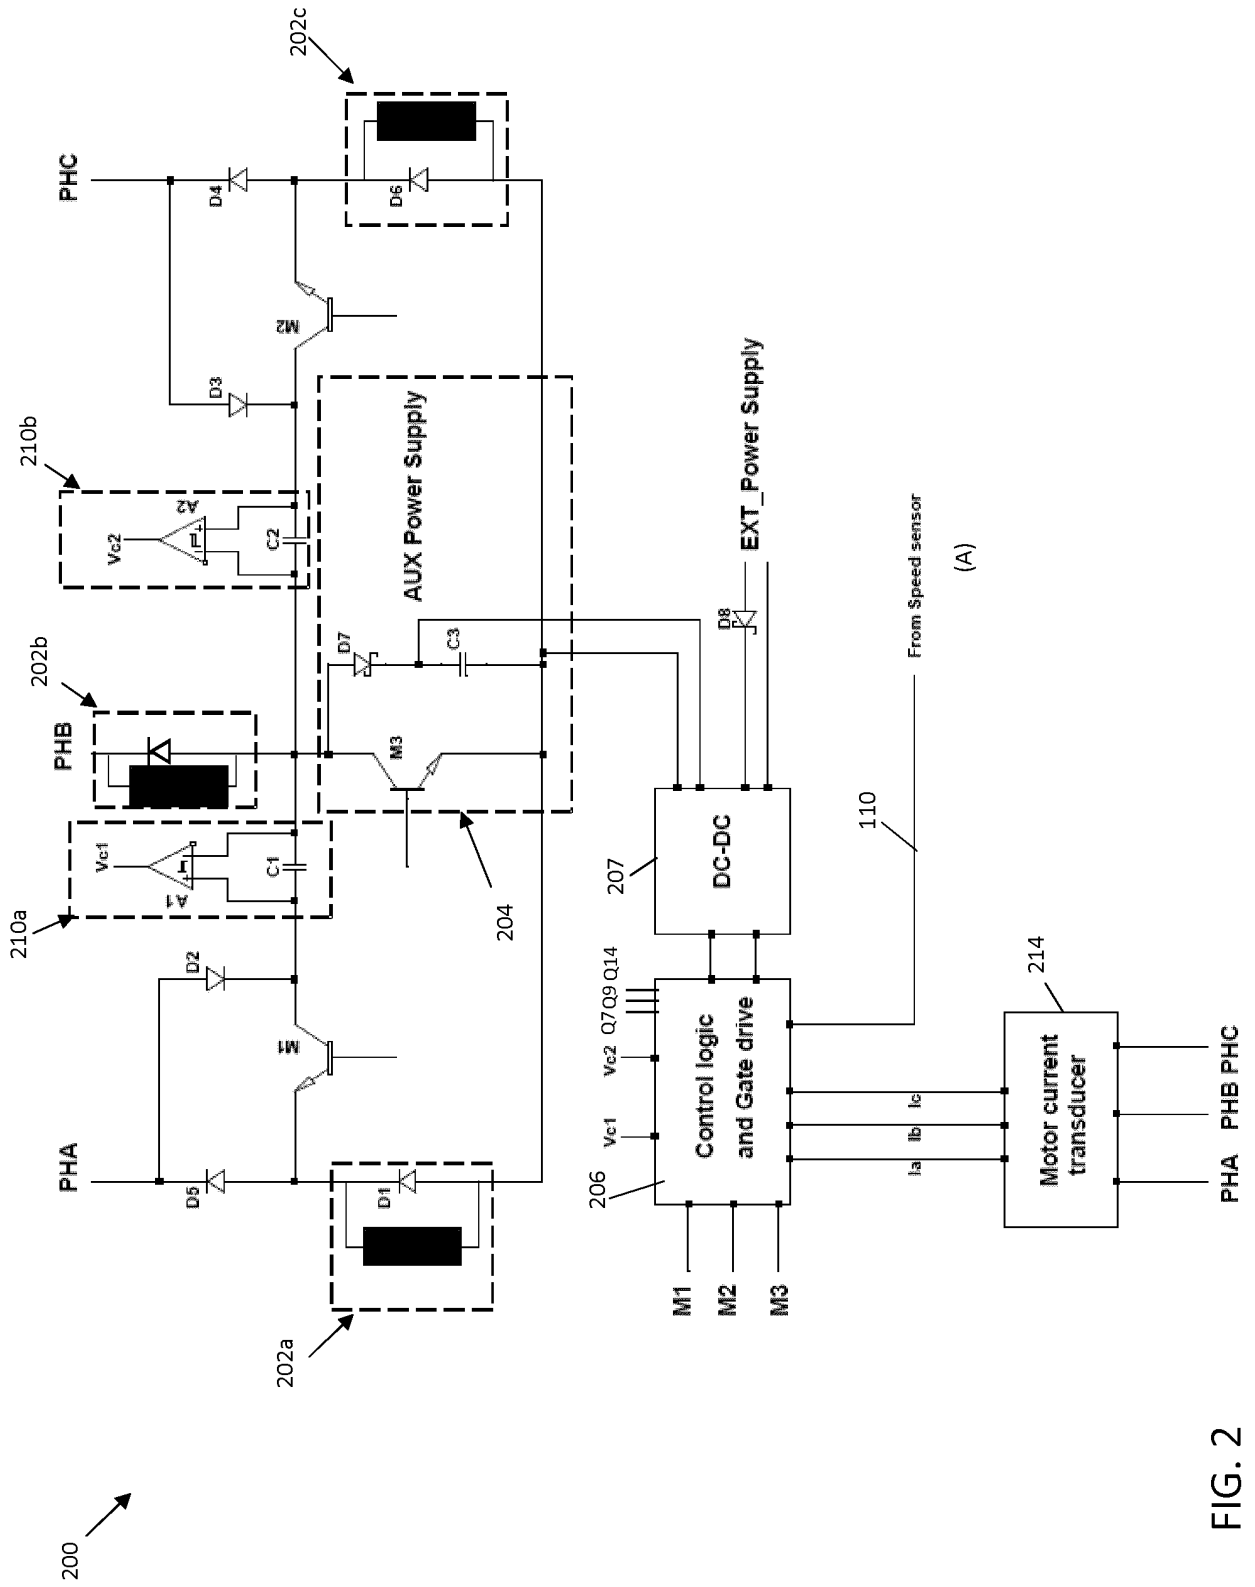 200
202a
202b
202c
210a
210b
204
PHA
PHB
PHC
D5
D2
D1
M1
A1
Vc1
C1
Vc2
A2
C2
D3
D4
M2
D6
M3
D7
C3
AUX Power Supply
206
207
Vc1
Vc2
Q7
Q9
Q14
M1
M2
M3
Control logic
and Gate drive
DC-DC
D8
EXT_Power Supply
110
From Speed sensor
(A)
Ia
Ib
Ic
214
Motor current
transducer
PHA
PHB
PHC
FIG. 2